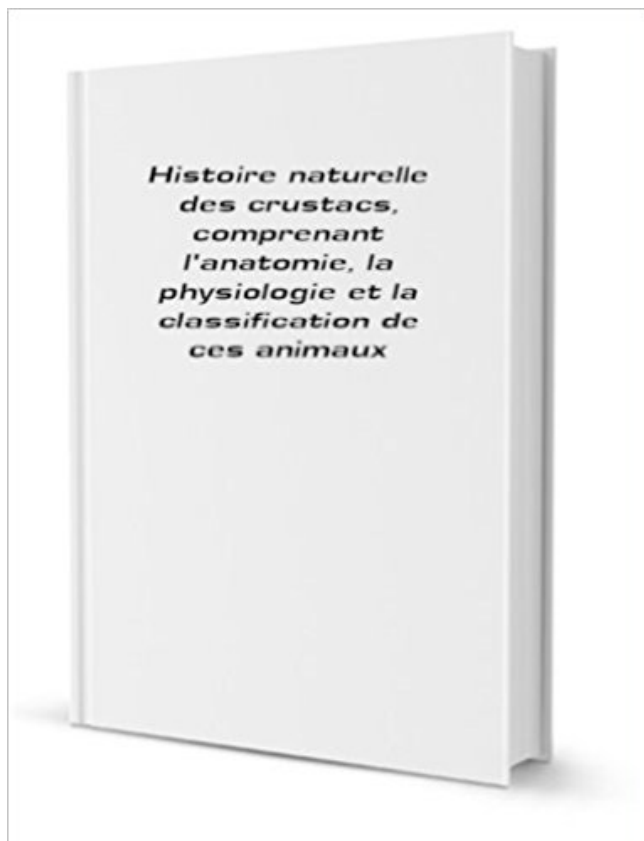 Histoire naturelle
des crustacs,
comprenant
l'anatomie, la
physiologie et la
classification de
ces animaux